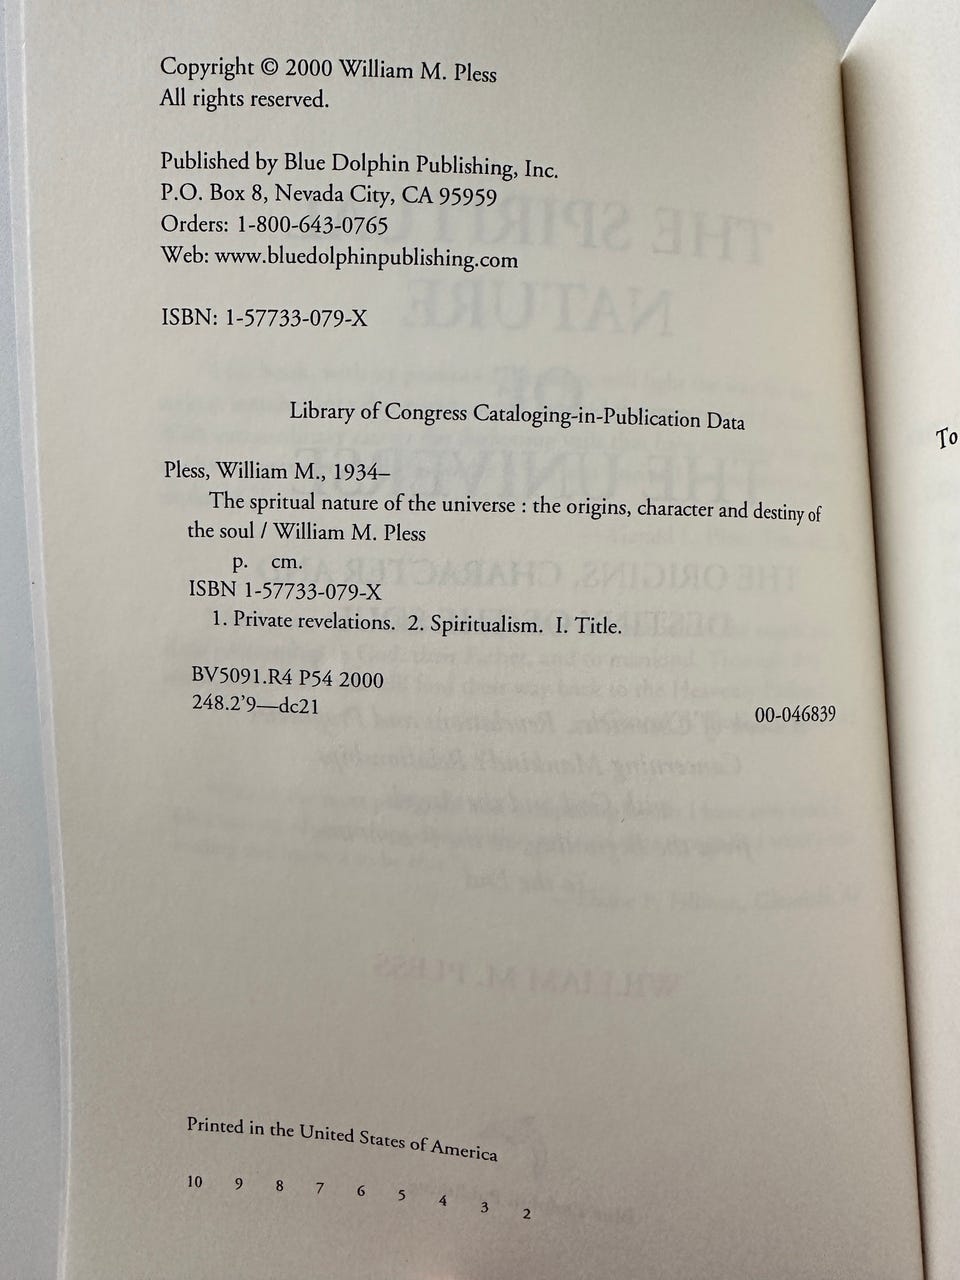 Copyright © 2000 William M. Pless
All rights reserved.
Published by Blue Dolphin Publishing, Inc.
P.O. Box 8, Nevada City, CA 95959
Orders: 1-800-643-0765
Web: www.bluedolphinpublishing.com
ISBN: 1-57733-079-X
Library of Congress Cataloging-in-Publication Data
Pless, William M., 1934–
The spritual nature of the universe : the origins, character and destiny of
the soul / William M. Pless
p. cm.
ISBN 1-57733-079-X
1. Private revelations. 2. Spiritualism. I. Title.
BV5091.R4 P54 2000
248.2'9—dc21
00-046839
Printed in the United States of America
10 9 8 7 6 5 4 3 2
To